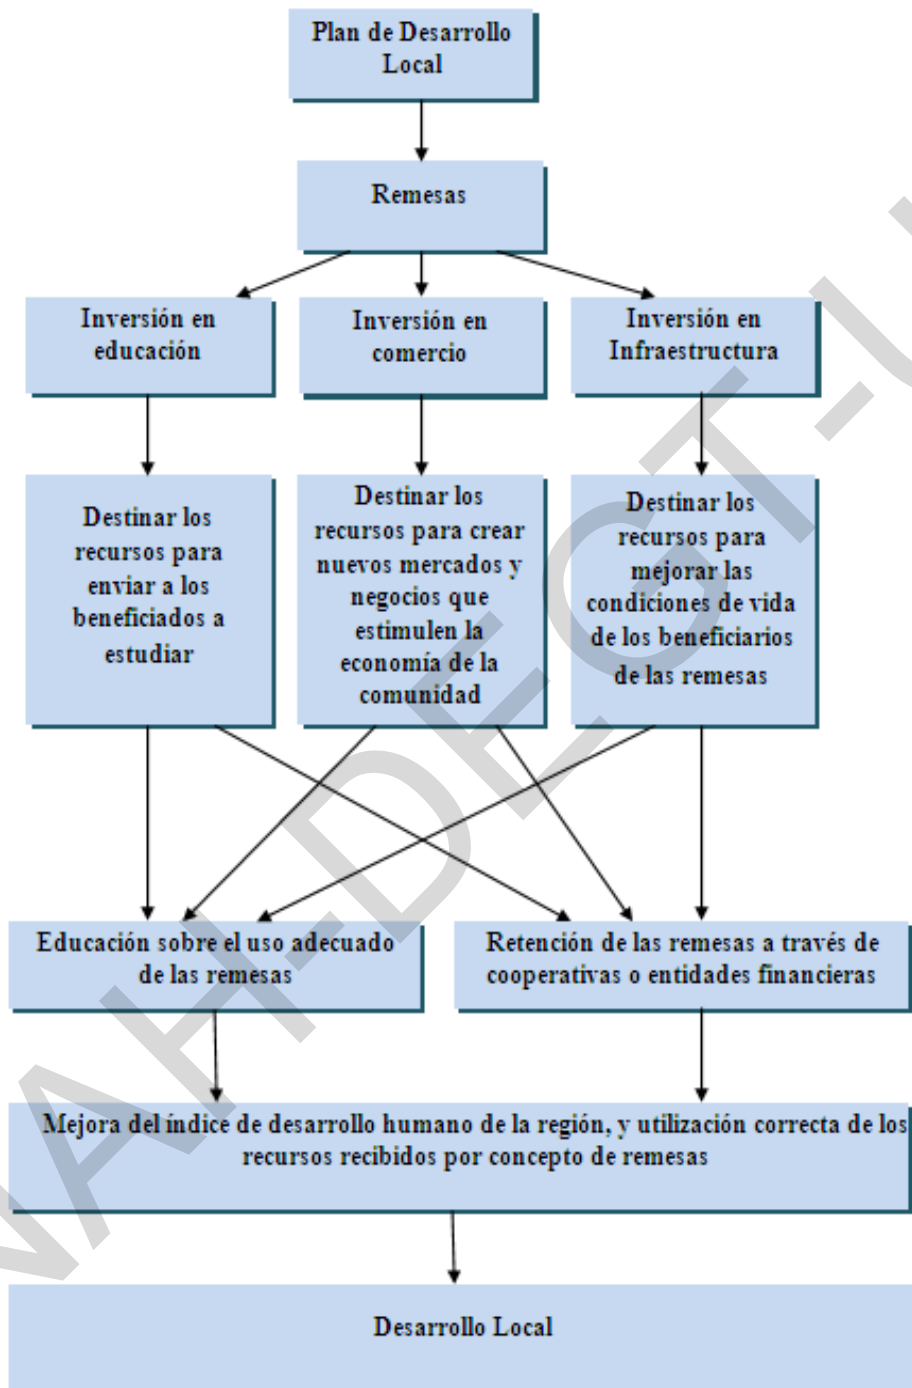 Plan de Desarrollo
Local
Remesas
Inversión en
educación
Inversión en
comercio
Inversión en
Infraestructura
Destinar los
recursos para
enviar a los
beneficiados a
estudiar
Destinar los
recursos para crear
nuevos mercados y
negocios que
estimulen la
economía de la
comunidad
Destinar los
recursos para
mejorar las
condiciones de vida
de los beneficiarios
de las remesas
Educación sobre el uso adecuado
de las remesas
Retención de las remesas a través de
cooperativas o entidades financieras
Mejora del índice de desarrollo humano de la región, y utilización correcta de los
recursos recibidos por concepto de remesas
Desarrollo Local
NAH-DEGT-U